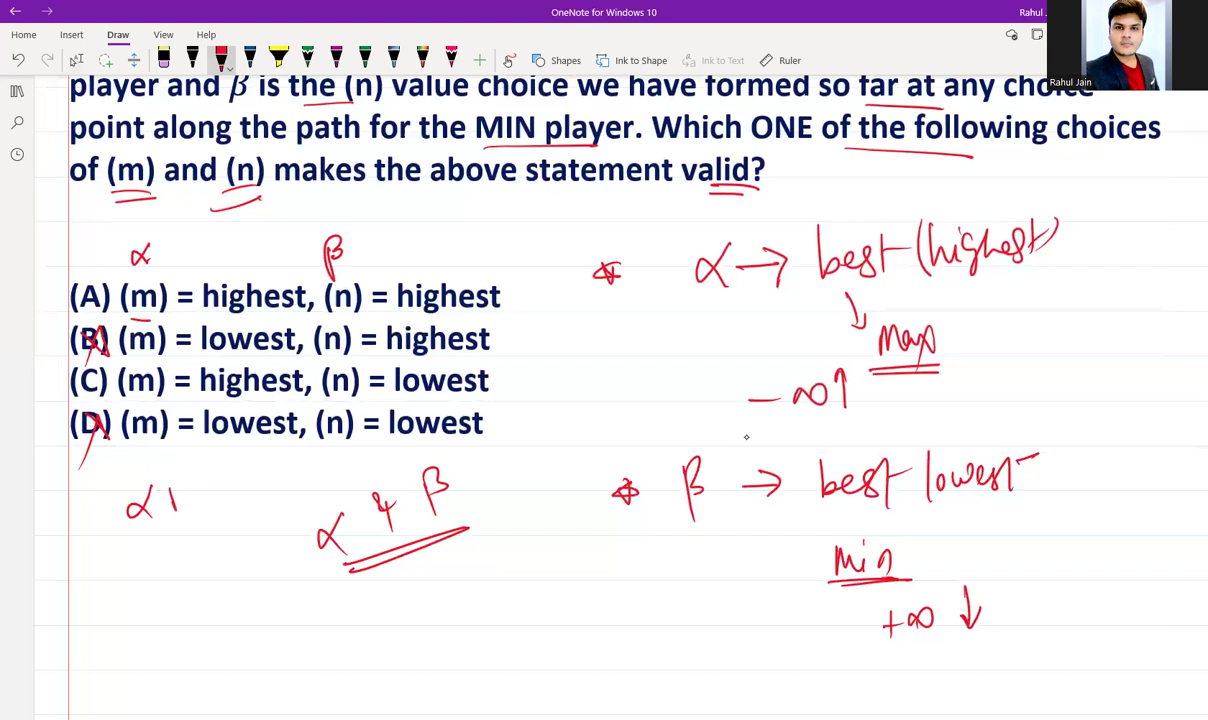 OneNote for Windows 10
Rahul J
Home Insert Draw View Help
Shapes Ink to Shape Ink to Text Ruler
Rahul Jain
player and β is the (n) value choice we have formed so far at any choice
point along the path for the MIN player. Which ONE of the following choices
of (m) and (n) makes the above statement valid?
α β
α → best (highest)
(A) (m) = highest, (n) = highest
(B) (m) = lowest, (n) = highest
Max
(C) (m) = highest, (n) = lowest
- ∞ ↑
(D) (m) = lowest, (n) = lowest
β → best lowest
α 1
α & β
Min
+∞ ↓